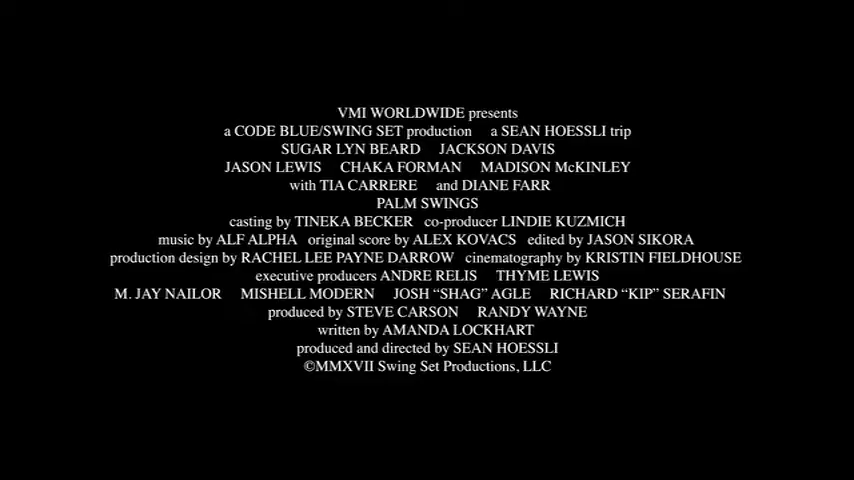 VMI WORLDWIDE presents
a CODE BLUE/SWING SET production a SEAN HOESSLI trip
SUGAR LYN BEARD JACKSON DAVIS
JASON LEWIS CHAKA FORMAN MADISON McKINLEY
with TIA CARRERE and DIANE FARR
PALM SWINGS
casting by TINEKA BECKER co-producer LINDIE KUZMICH
music by ALF ALPHA original score by ALEX KOVACS edited by JASON SIKORA
production design by RACHEL LEE PAYNE DARROW cinematography by KRISTIN FIELDHOUSE
executive producers ANDRE RELIS THYME LEWIS
M. JAY NAILOR MISHELL MODERN JOSH “SHAG” AGLE RICHARD “KIP” SERAFIN
produced by STEVE CARSON RANDY WAYNE
written by AMANDA LOCKHART
produced and directed by SEAN HOESSLI
©MMXVII Swing Set Productions, LLC